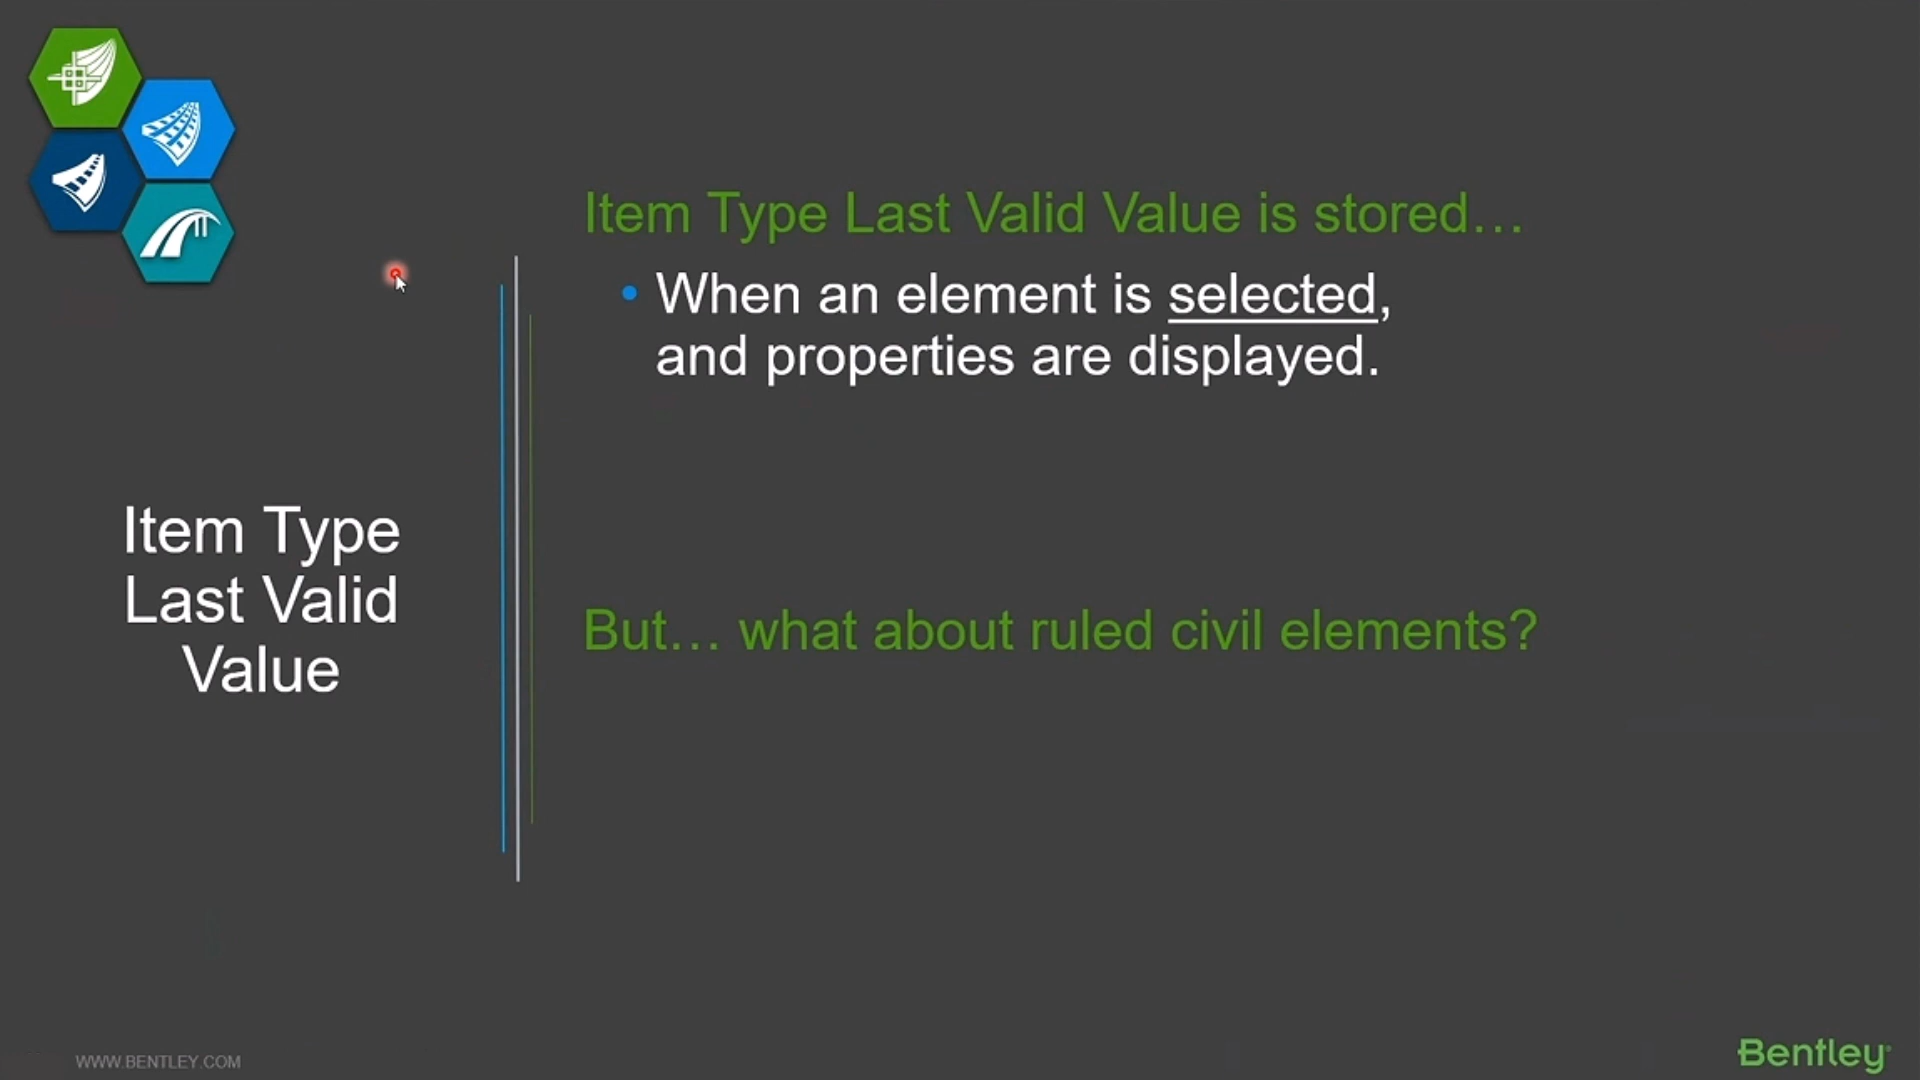 Item Type Last Valid Value is stored…
• When an element is selected,
and properties are displayed.
Item Type
Last Valid
Value
But… what about ruled civil elements?
WWW.BENTLEY.COM
Bentley